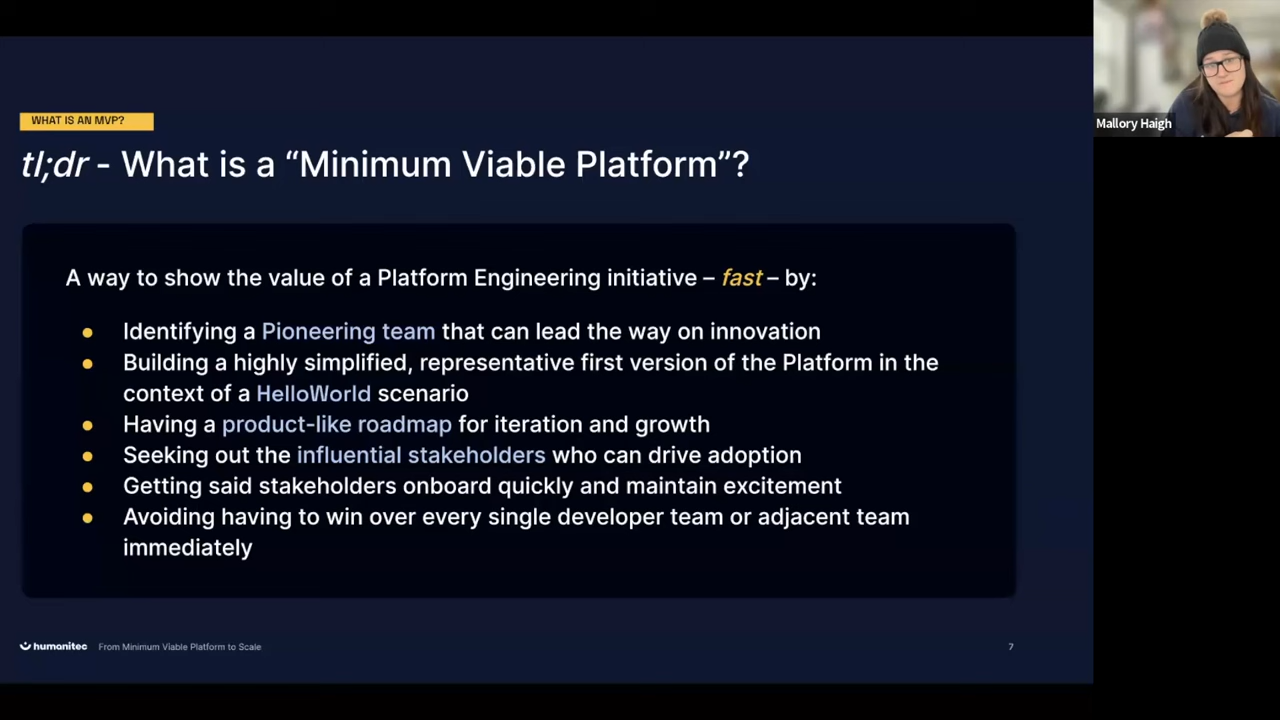 WHAT IS AN MVP?
tl;dr - What is a “Minimum Viable Platform”?
A way to show the value of a Platform Engineering initiative – fast – by:
● Identifying a Pioneering team that can lead the way on innovation
● Building a highly simplified, representative first version of the Platform in the
context of a HelloWorld scenario
● Having a product-like roadmap for iteration and growth
● Seeking out the influential stakeholders who can drive adoption
● Getting said stakeholders onboard quickly and maintain excitement
● Avoiding having to win over every single developer team or adjacent team
immediately
humanitec From Minimum Viable Platform to Scale 7
Mallory Haigh